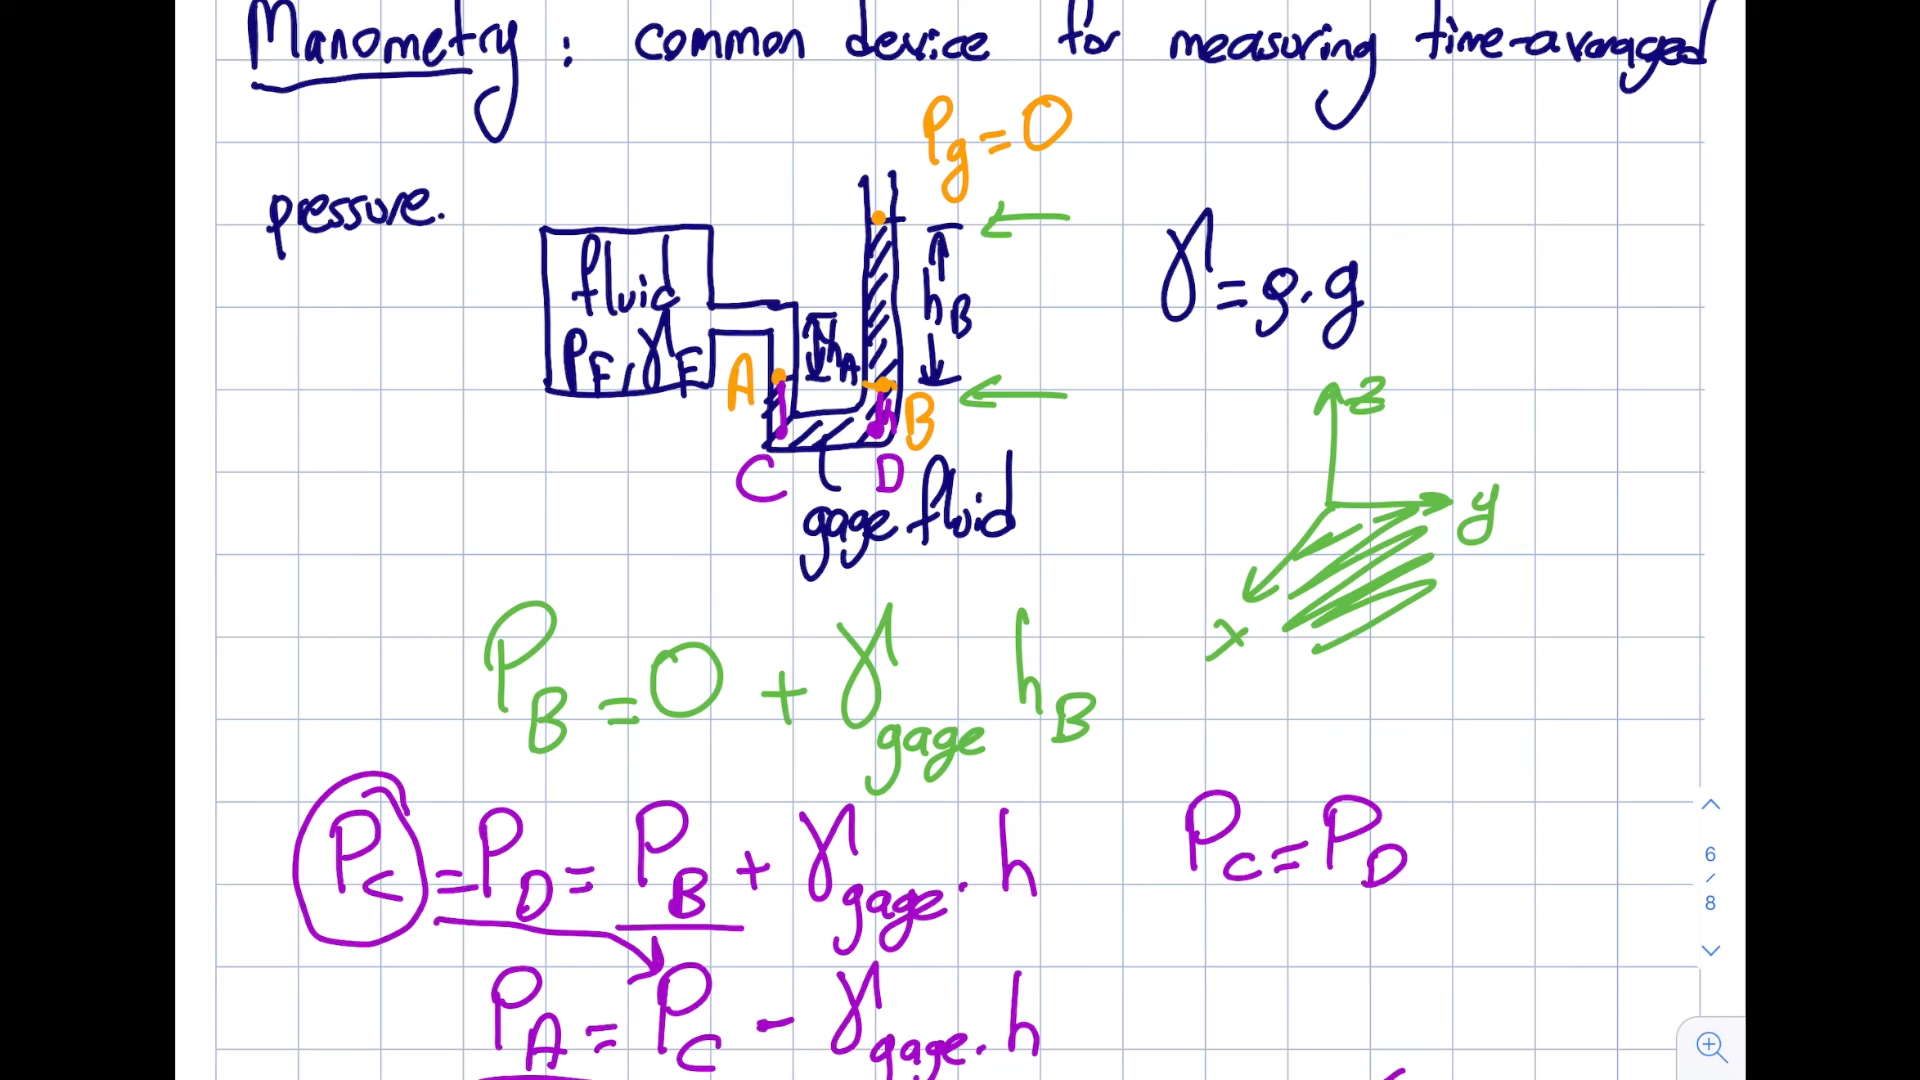 Manometry : common device for measuring time-averaged
Pg = 0
pressure.
fluid
PF, γF
hA
hB
γ = ρ . g
A
B
h
C
D
gage fluid
z
y
x
PB = 0 + γgage hB
PC = PD = PB + γgage . h
PC = PD
PA = PC - γgage . h
6
/
8